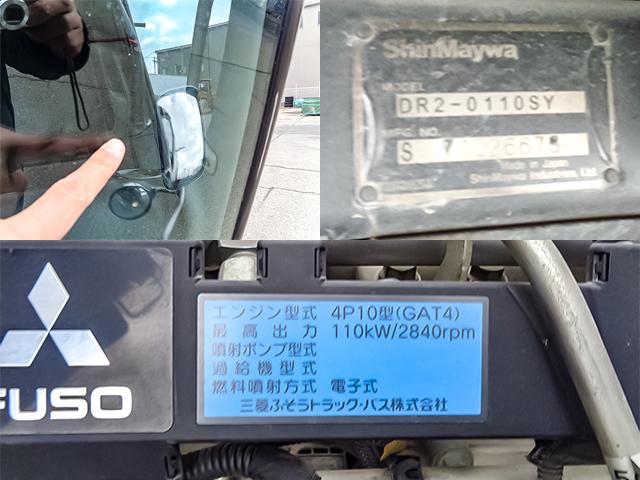 ShinMaywa
MODEL
DR2-0110SY
MFG. NO.
Made in Japan
ShinMaywa Industries, Ltd.
FUSO
エンジン型式 4P10型(GAT4)
最高出力 110kW/2840rpm
噴射ポンプ型式
過給機型式
燃料噴射方式 電子式
三菱ふそうトラック・バス株式会社